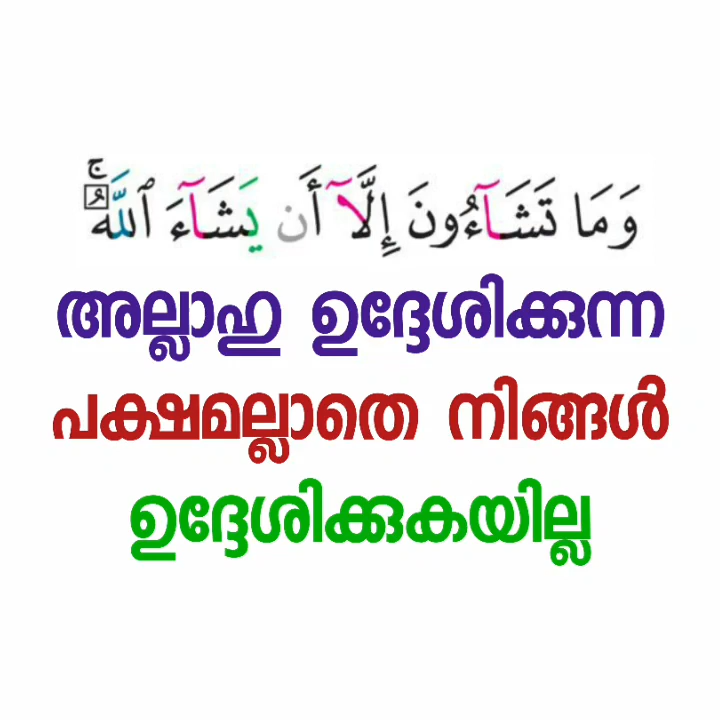 وَمَا تَشَآءُونَ إِلَّآ أَن يَشَآءَ ٱللَّهُۚ
അല്ലാഹു ഉദ്ദേശിക്കുന്ന
പക്ഷമല്ലാതെ നിങ്ങൾ
ഉദ്ദേശിക്കുകയില്ല